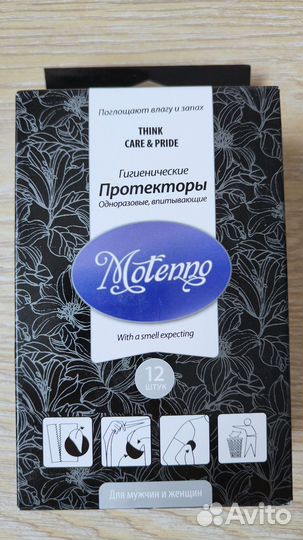 Поглощают влагу и запах
THINK
CARE & PRIDE
Гигиенические
Протекторы
Одноразовые, впитывающие
Motenno
With a smell expecting
12
ШТУК
Для мужчин и женщин
Avito